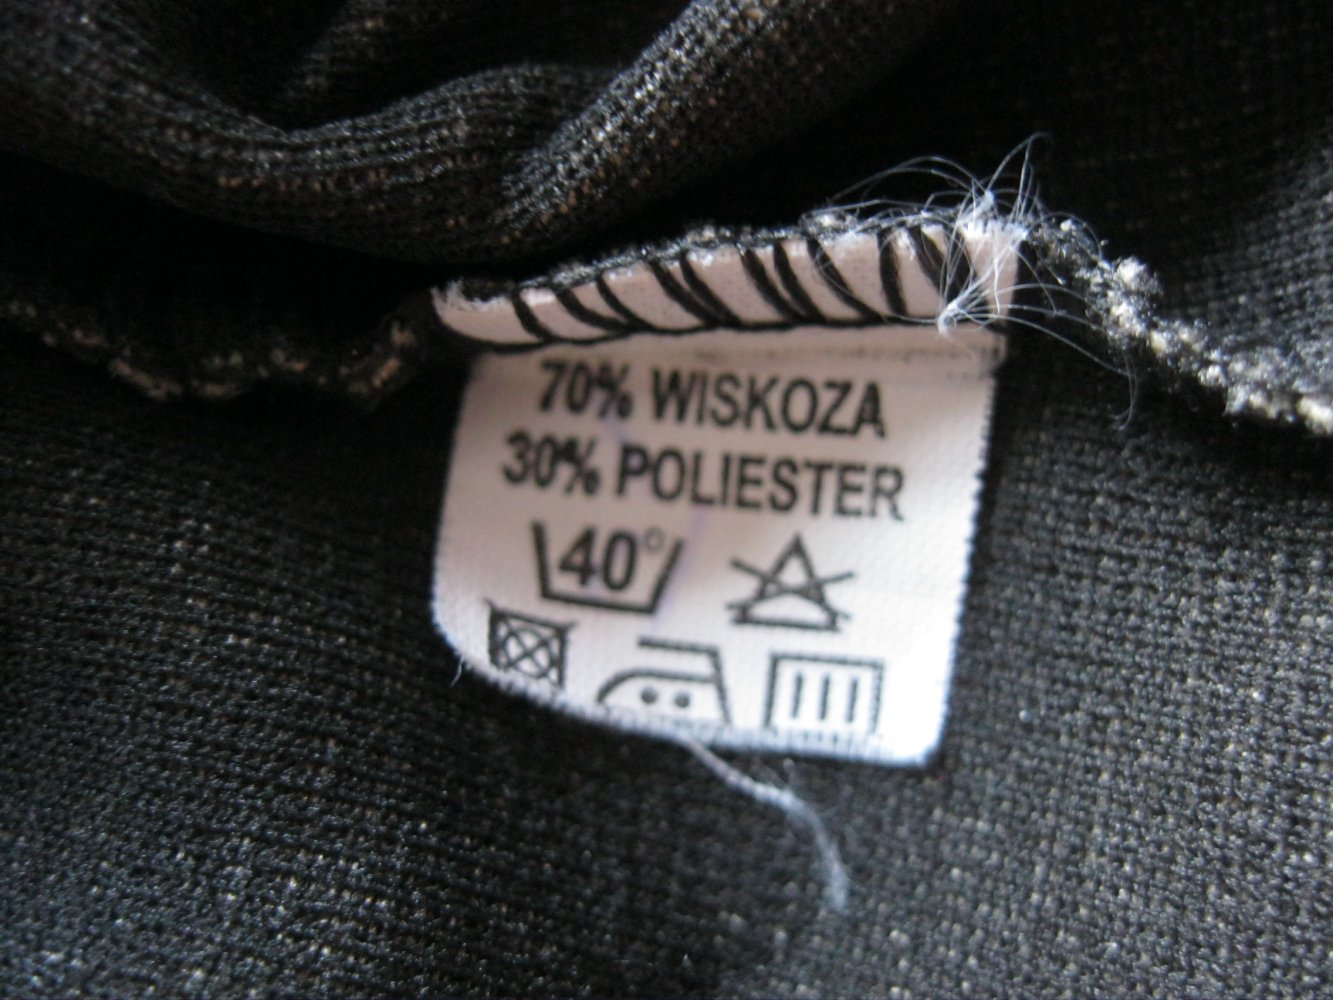 70% WISKOZA
30% POLIESTER
40°